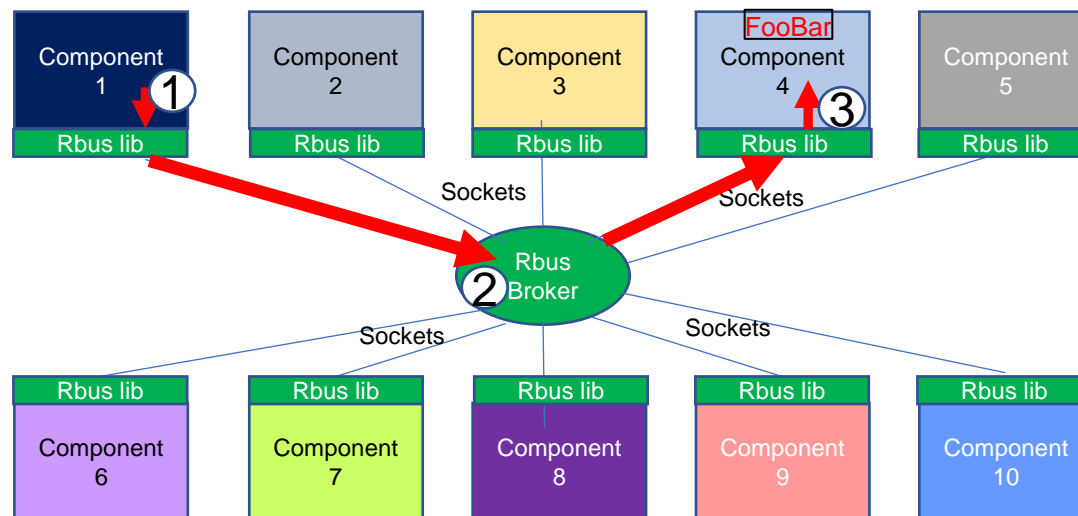 FooBar
Component
1
Component
2
Component
3
Component
4
Component
5
1
3
Rbus lib
Rbus lib
Rbus lib
Rbus lib
Rbus lib
Sockets
Sockets
Rbus
Broker
2
Sockets
Sockets
Rbus lib
Rbus lib
Rbus lib
Rbus lib
Rbus lib
Component
6
Component
7
Component
8
Component
9
Component
10